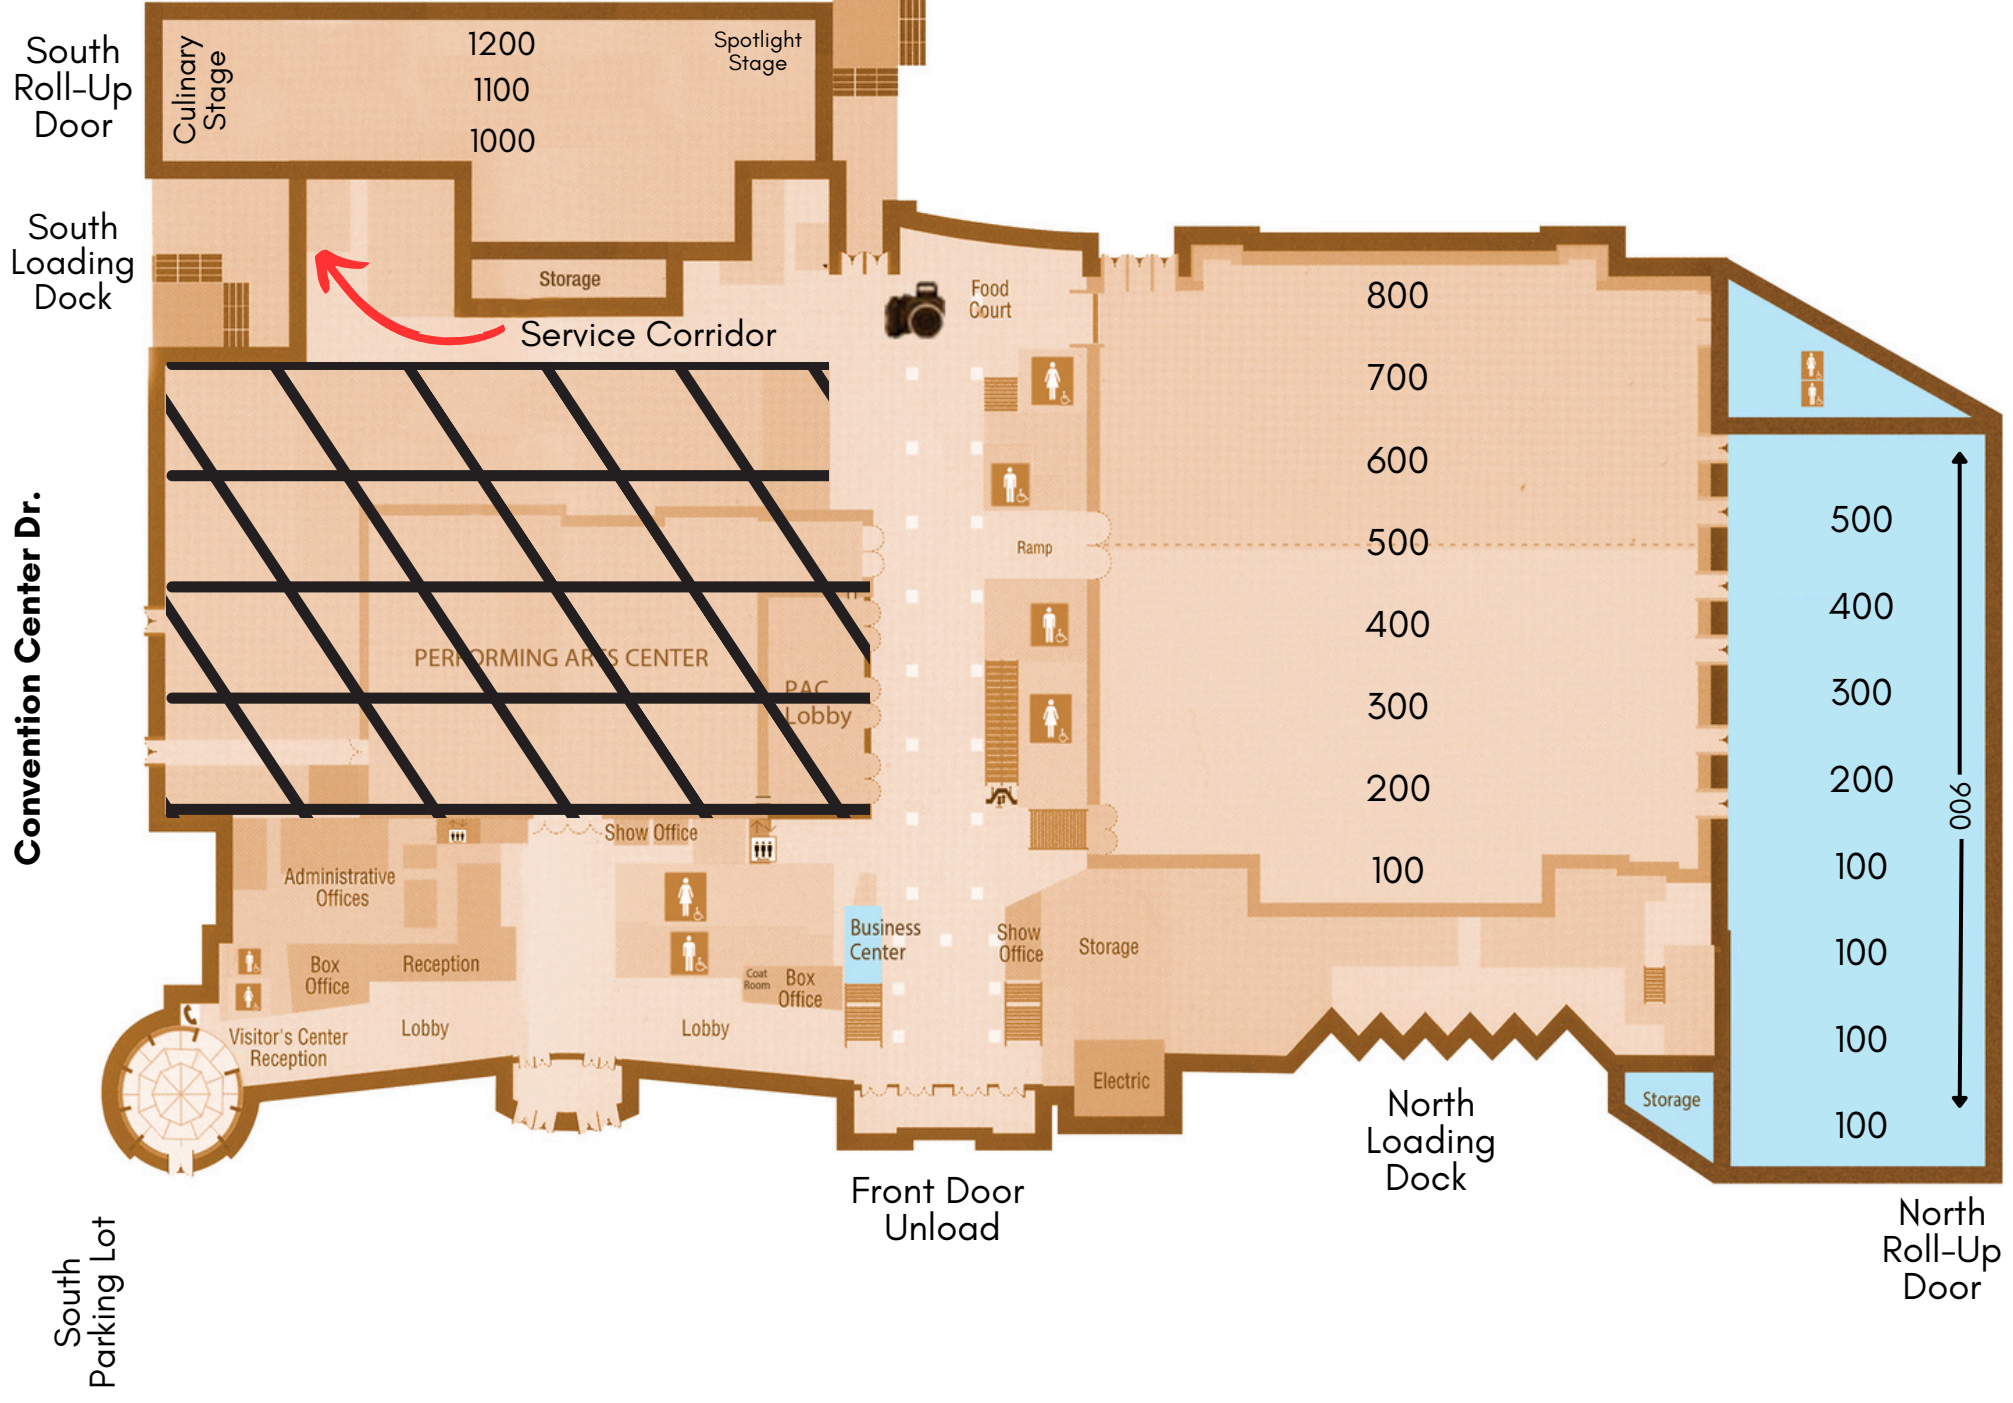 South
Roll-Up
Door
Culinary
Stage
1200
1100
1000
Spotlight
Stage
South
Loading
Dock
Storage
Service Corridor
Food
Court
800
700
600
500
400
300
200
100
Ramp
500
400
300
200
100
100
100
100
900
Convention Center Dr.
PERFORMING ARTS CENTER
PAC
Lobby
Show Office
Administrative
Offices
Box
Office
Reception
Coat
Room
Box
Office
Business
Center
Show
Office
Storage
Visitor's Center
Reception
Lobby
Lobby
Electric
Storage
North
Loading
Dock
Front Door
Unload
North
Roll-Up
Door
South
Parking Lot